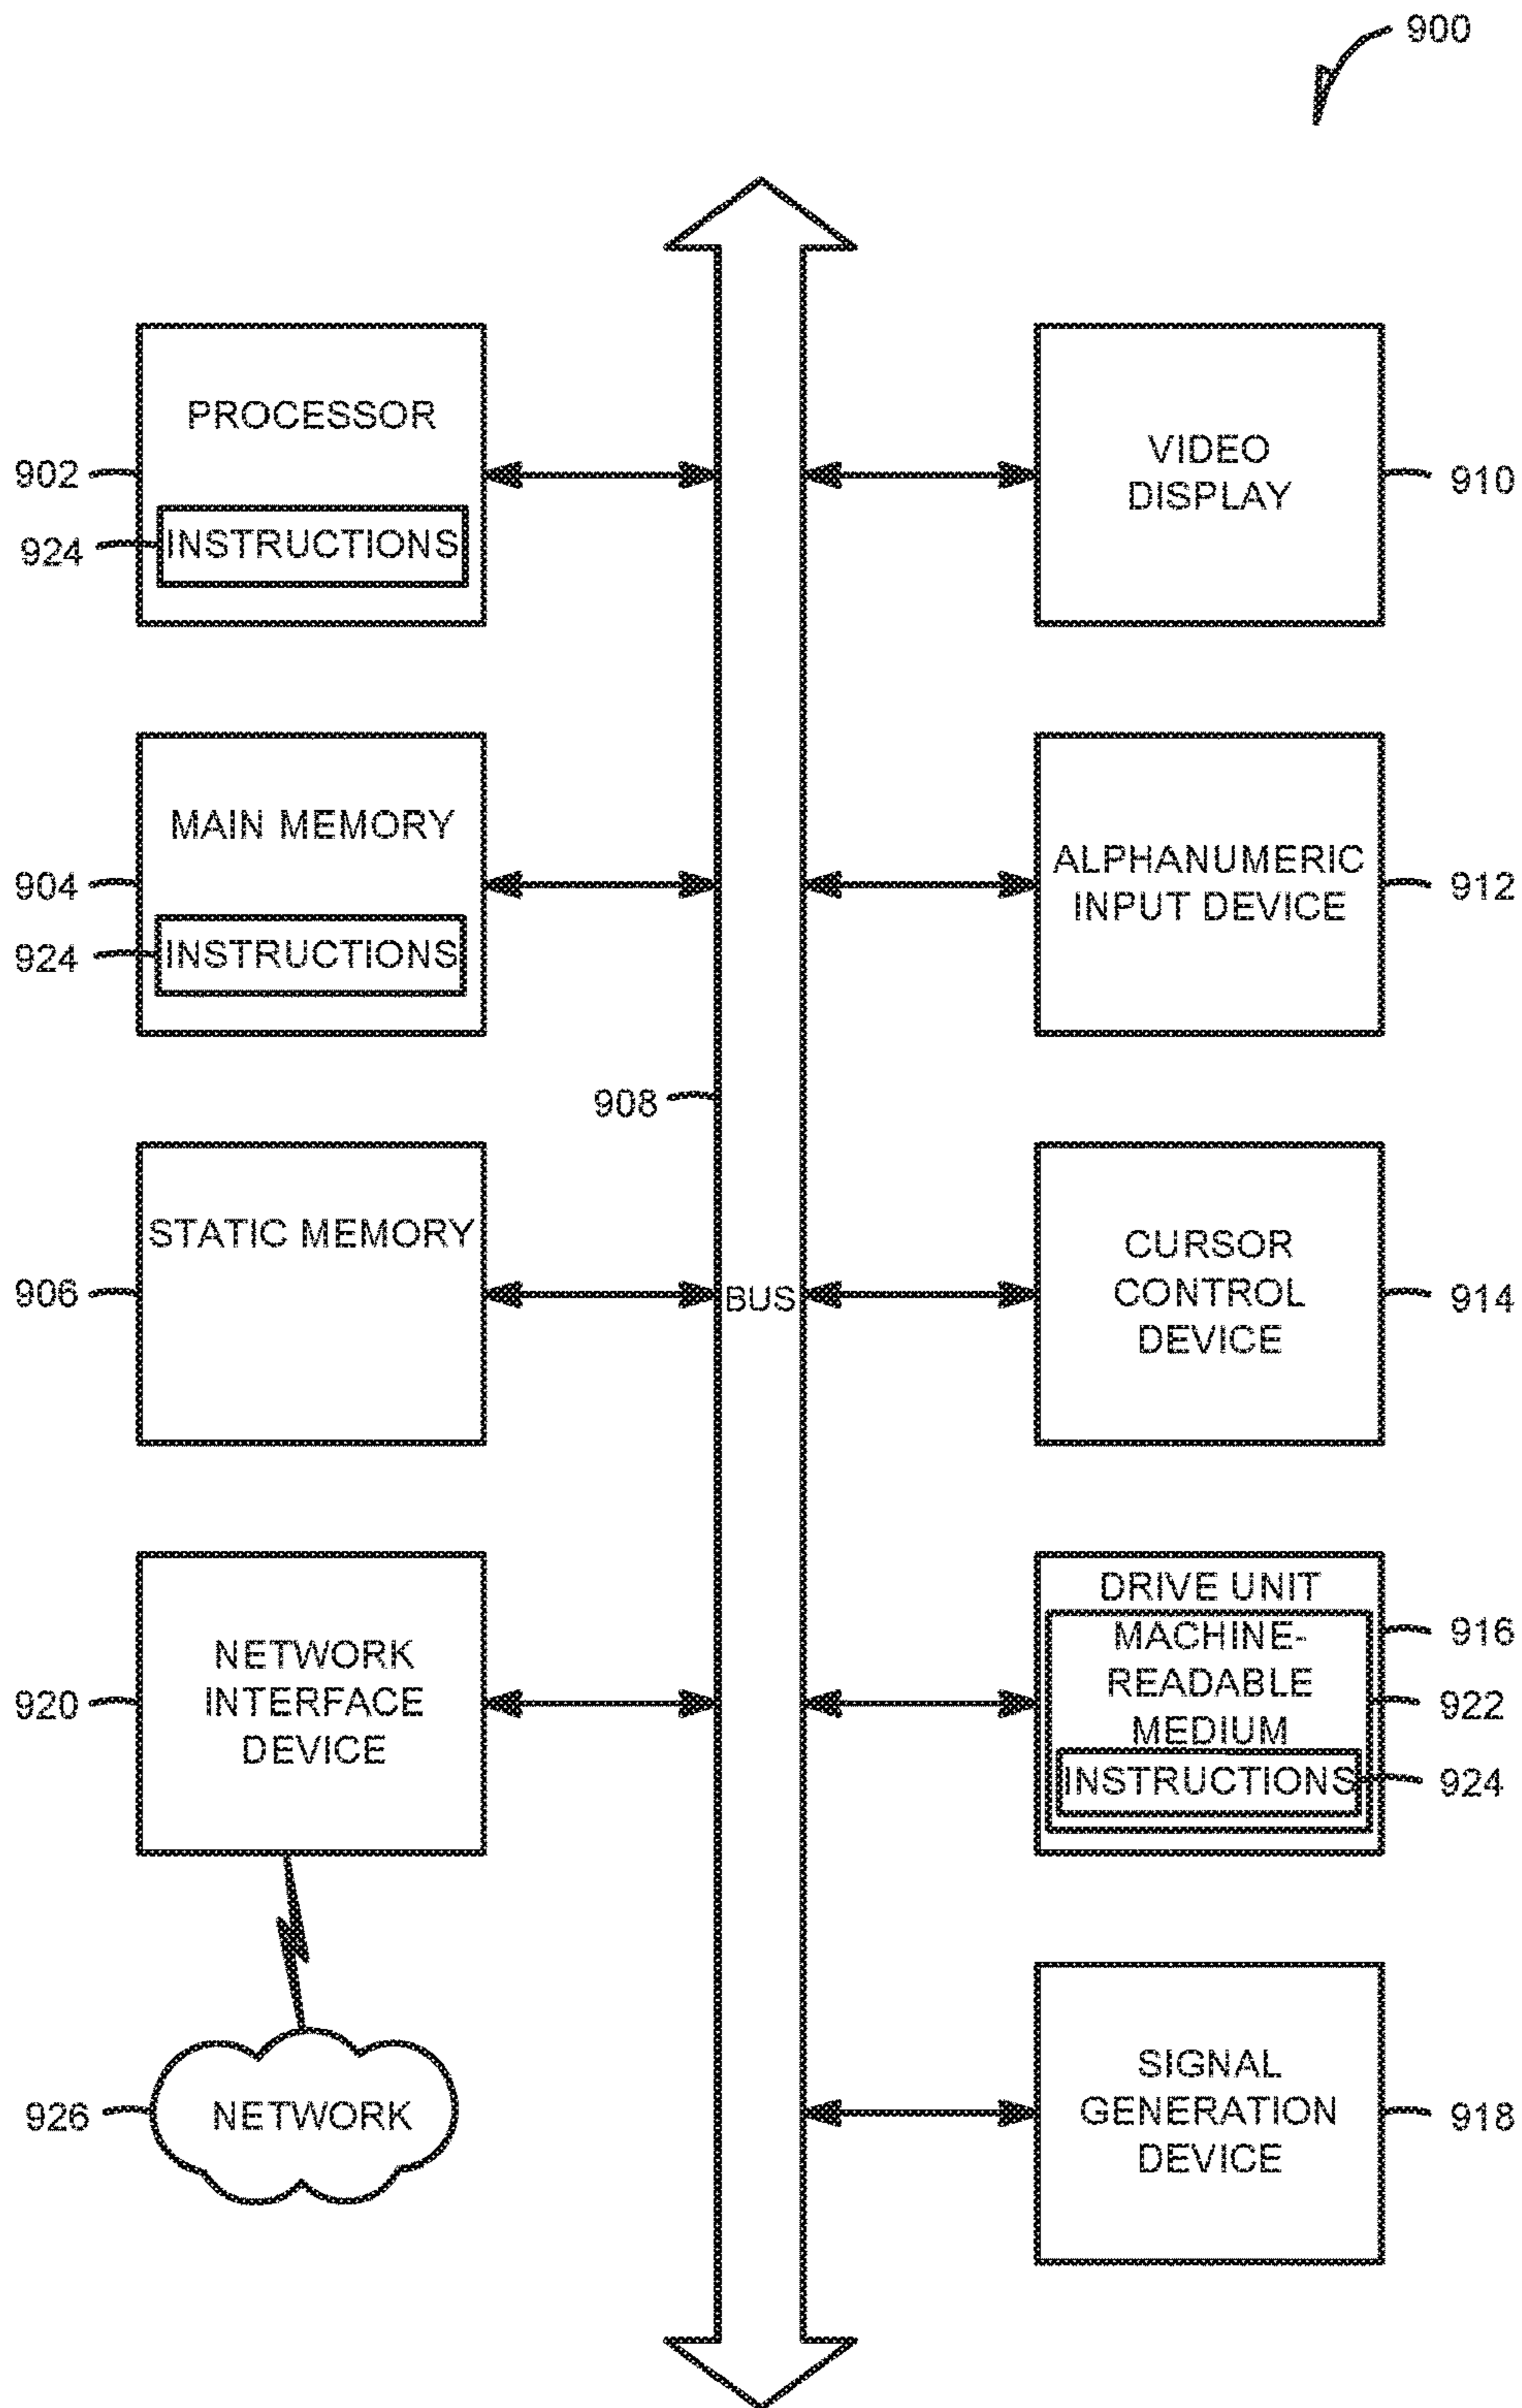 900
PROCESSOR
902
924
INSTRUCTIONS
VIDEO
DISPLAY
910
MAIN MEMORY
904
924
INSTRUCTIONS
ALPHANUMERIC
INPUT DEVICE
912
908
STATIC MEMORY
906
BUS
CURSOR
CONTROL
DEVICE
914
NETWORK
INTERFACE
DEVICE
920
DRIVE UNIT
916
MACHINE-
READABLE
MEDIUM
922
INSTRUCTIONS
924
926
NETWORK
SIGNAL
GENERATION
DEVICE
918